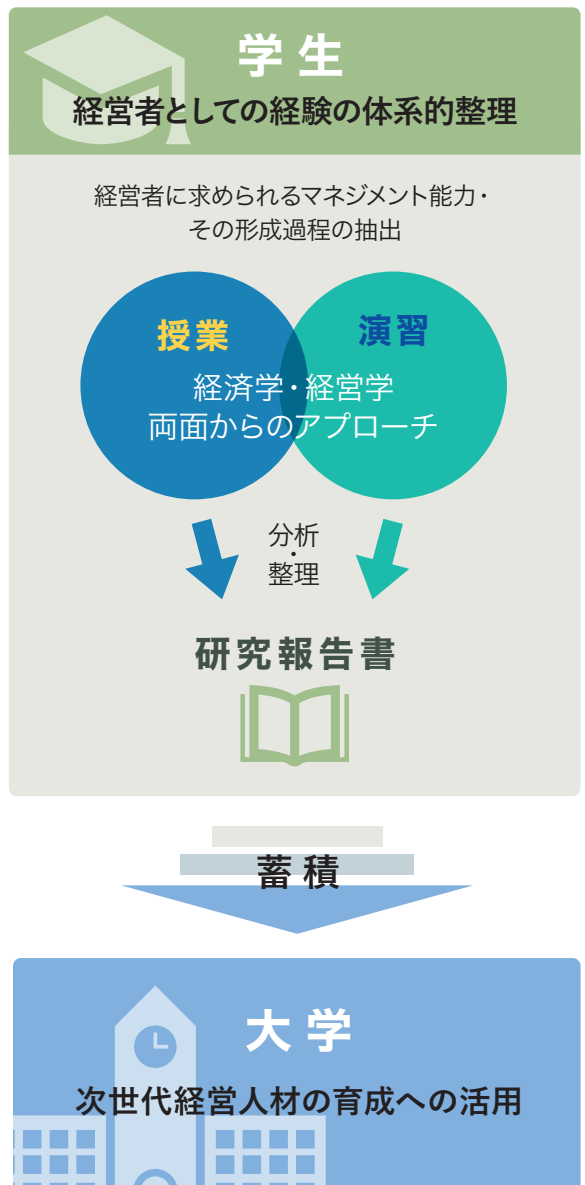 学生
経営者としての経験の体系的整理
経営者に求められるマネジメント能力・
その形成過程の抽出
授業
演習
経済学・経営学
両面からのアプローチ
分析
・
整理
研究報告書
蓄積
大学
次世代経営人材の育成への活用